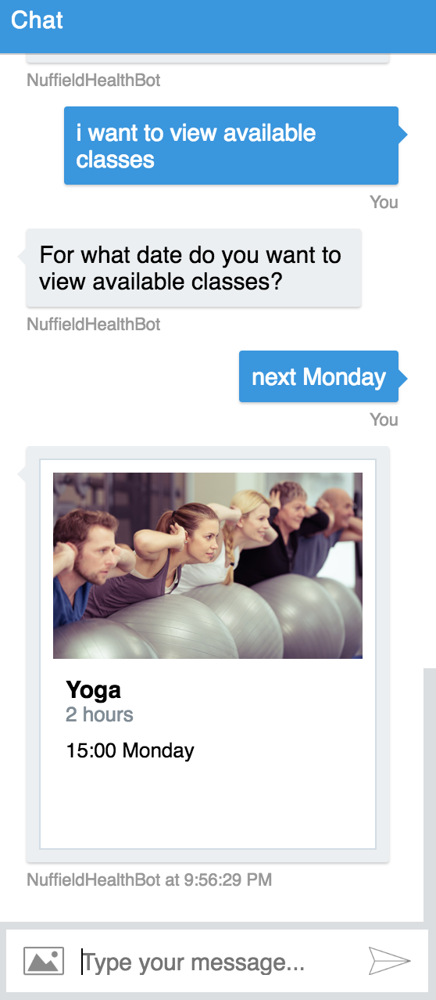 Chat
NuffieldHealthBot
i want to view available
classes
You
For what date do you want to
view available classes?
NuffieldHealthBot
next Monday
You
Yoga
2 hours
15:00 Monday
NuffieldHealthBot at 9:56:29 PM
Type your message...